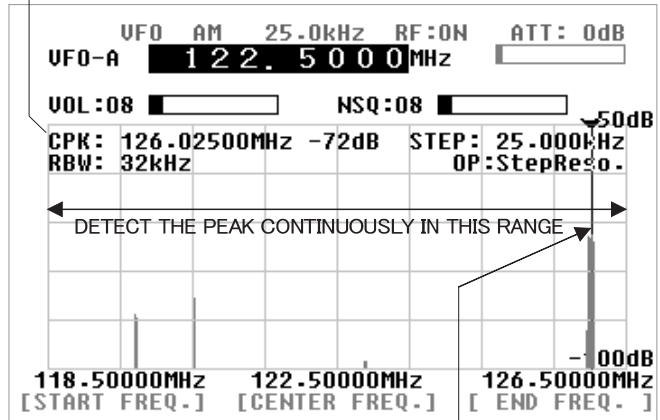 VFO AM 25.0kHz RF:ON ATT: 0dB
VFO-A 122.5000MHz
VOL:08 NSQ:08
50dB
CPK: 126.02500MHz -72dB STEP: 25.000kHz
RBW: 32kHz OP:StepReso.
DETECT THE PEAK CONTINUOUSLY IN THIS RANGE
-100dB
118.50000MHz 122.50000MHz 126.50000MHz
[START FREQ.] [CENTER FREQ.] [ END FREQ. ]